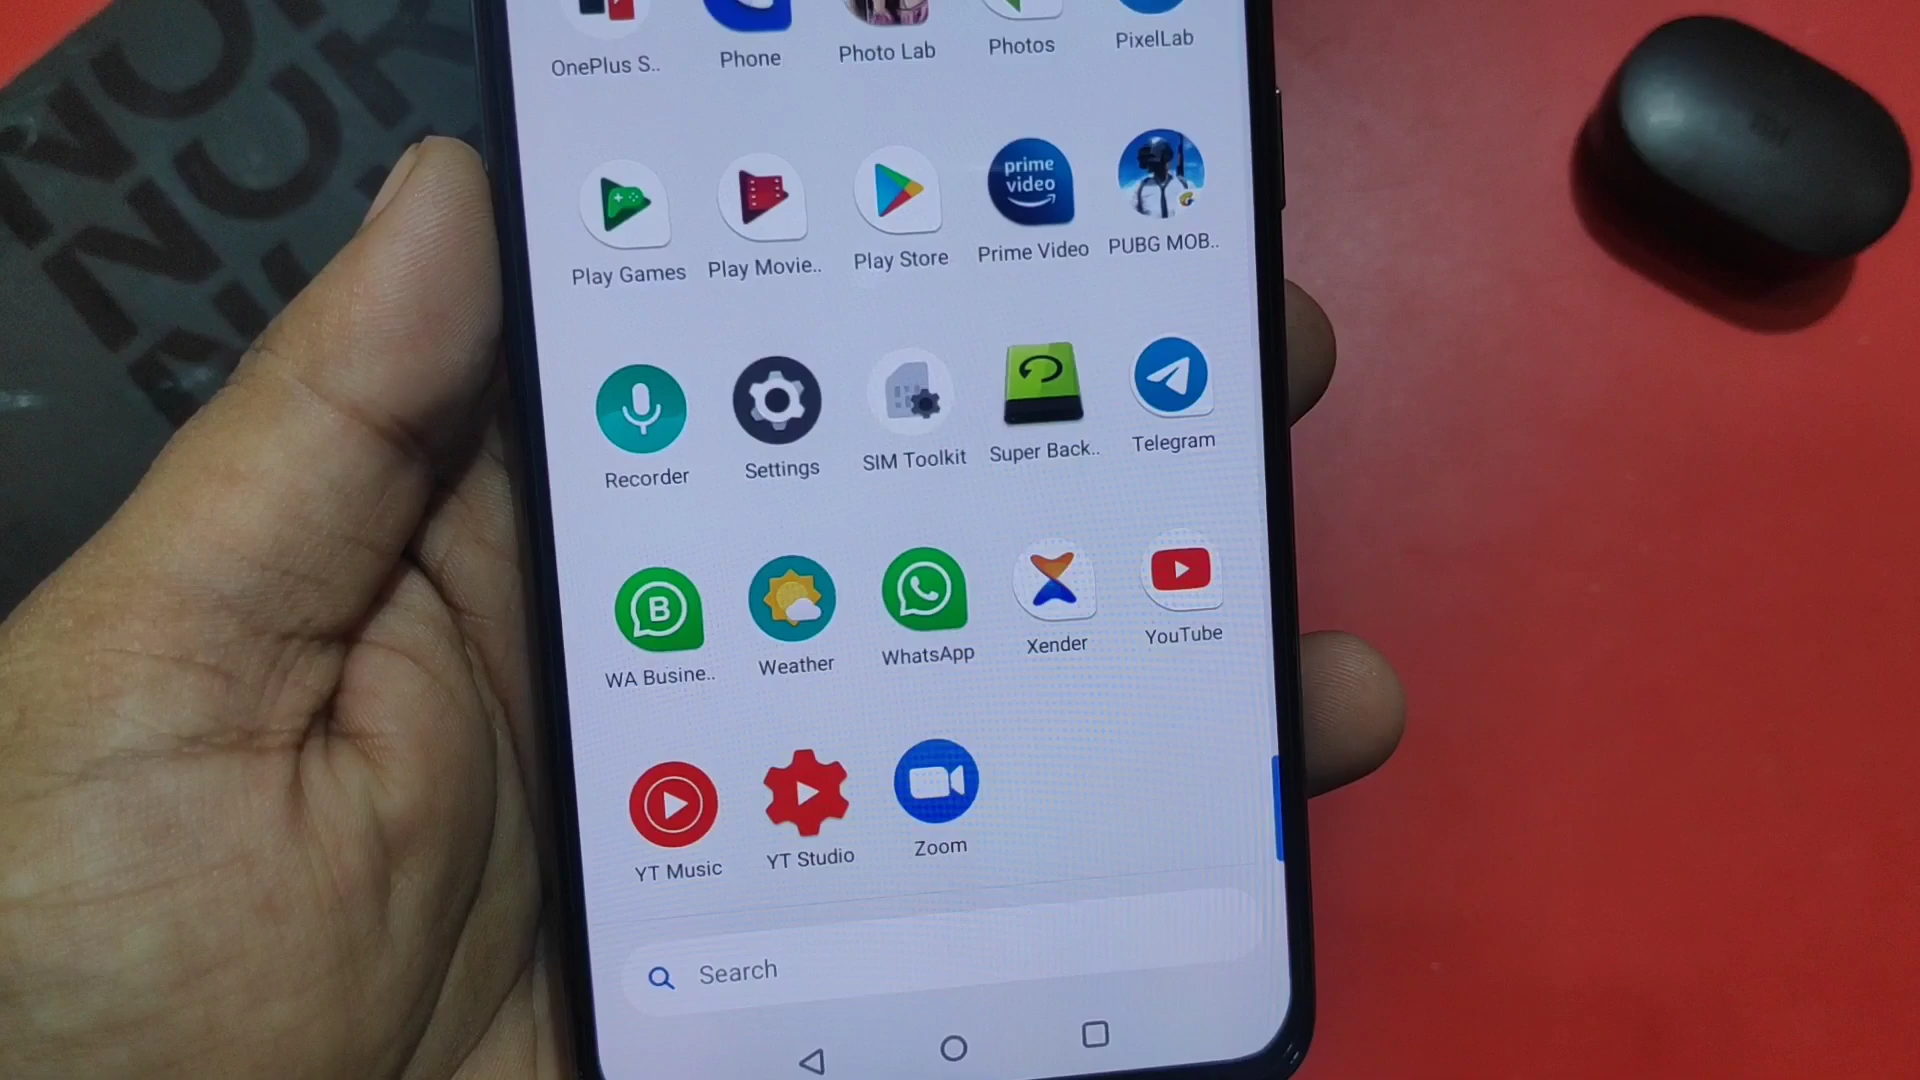 OnePlus S..
Phone
Photo Lab
Photos
PixelLab
prime
video
Play Games
Play Movie..
Play Store
Prime Video
PUBG MOB..
Recorder
Settings
SIM Toolkit
Super Back..
Telegram
B
WA Busine..
Weather
WhatsApp
Xender
YouTube
YT Music
YT Studio
Zoom
Search